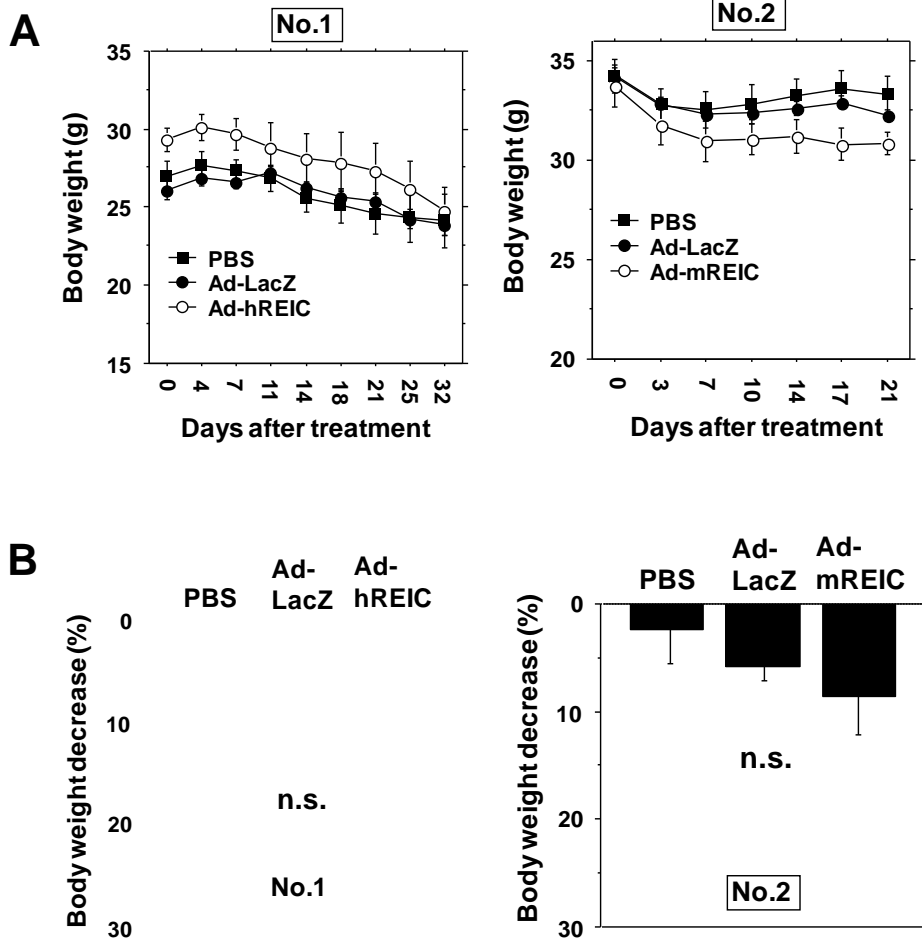 A
No.1
Body weight (g)
35
30
25
20
15
PBS
Ad-LacZ
Ad-hREIC
0 4 7 11 14 18 21 25 32
Days after treatment
No.2
Body weight (g)
35
30
25
20
PBS
Ad-LacZ
Ad-mREIC
0 3 7 10 14 17 21
Days after treatment
B
Body weight decrease (%)
PBS
Ad-
LacZ
Ad-
hREIC
0
10
20
30
n.s.
No.1
Body weight decrease (%)
PBS
Ad-
LacZ
Ad-
mREIC
0
10
20
30
n.s.
No.2